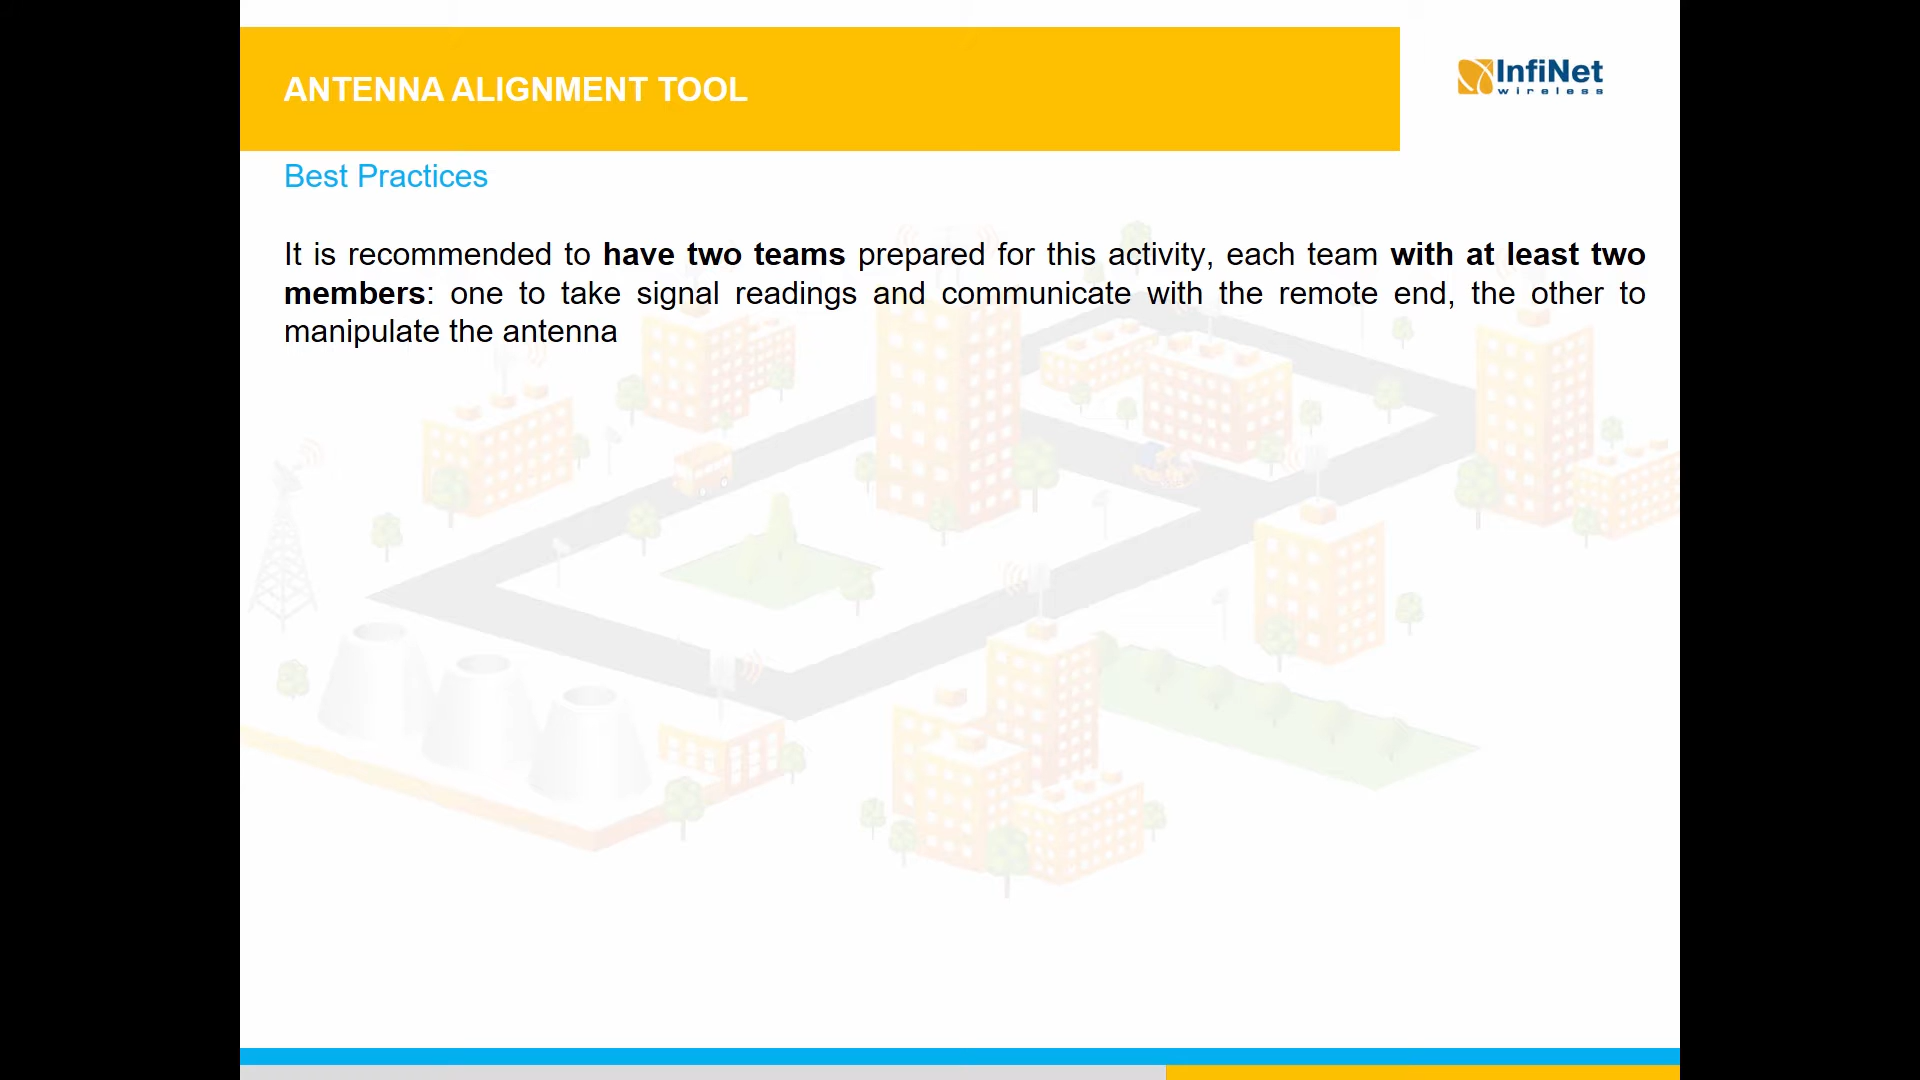 ANTENNA ALIGNMENT TOOL
InfiNet
wireless
Best Practices
It is recommended to have two teams prepared for this activity, each team with at least two
members: one to take signal readings and communicate with the remote end, the other to
manipulate the antenna